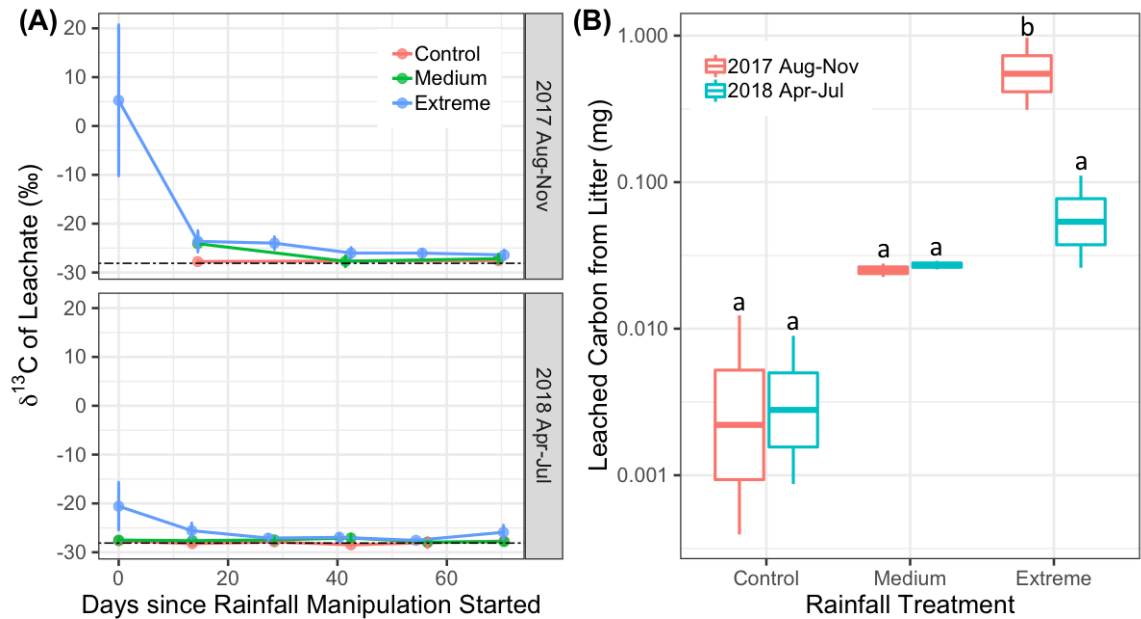 (A)
20
10
0
-10
-20
-30
Control
Medium
Extreme
2017 Aug-Nov
20
10
0
-10
-20
-30
2018 Apr-Jul
δ¹³C of Leachate (‰)
0 20 40 60
Days since Rainfall Manipulation Started
(B)
1.000
0.100
0.010
0.001
Leached Carbon from Litter (mg)
2017 Aug-Nov
2018 Apr-Jul
b
a
a a
a a
Control Medium Extreme
Rainfall Treatment